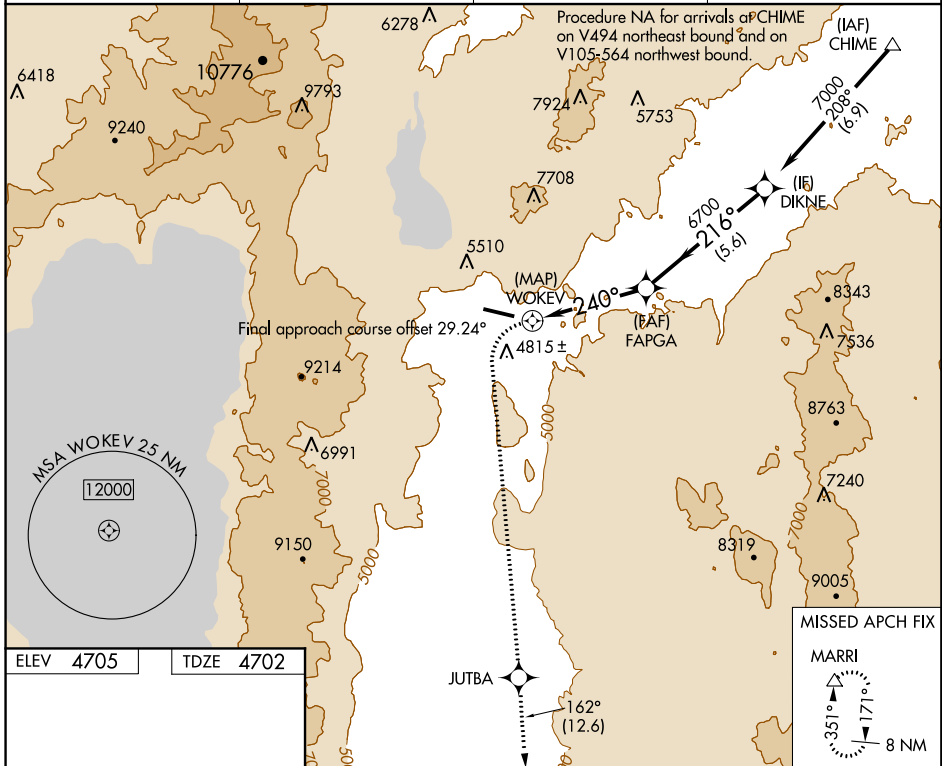 Procedure NA for arrivals at CHIME
on V494 northeast bound and on
V105-564 northwest bound.
6278
(IAF)
CHIME
6418
10776
9793
7924
5753
7000
208°
(6.9)
9240
7708
(IF)
DIKNE
6700
216°
(5.6)
5510
(MAP)
WOKEV
240°
(FAF)
FAPGA
8343
7536
Final approach course offset 29.24°
4815 ±
9214
8763
6991
5000
MSA WOKEV 25 NM
12000
7000
7240
7000
9150
5000
8319
9005
ELEV 4705
TDZE 4702
JUTBA
162°
(12.6)
MISSED APCH FIX
MARRI
351°
171°
8 NM